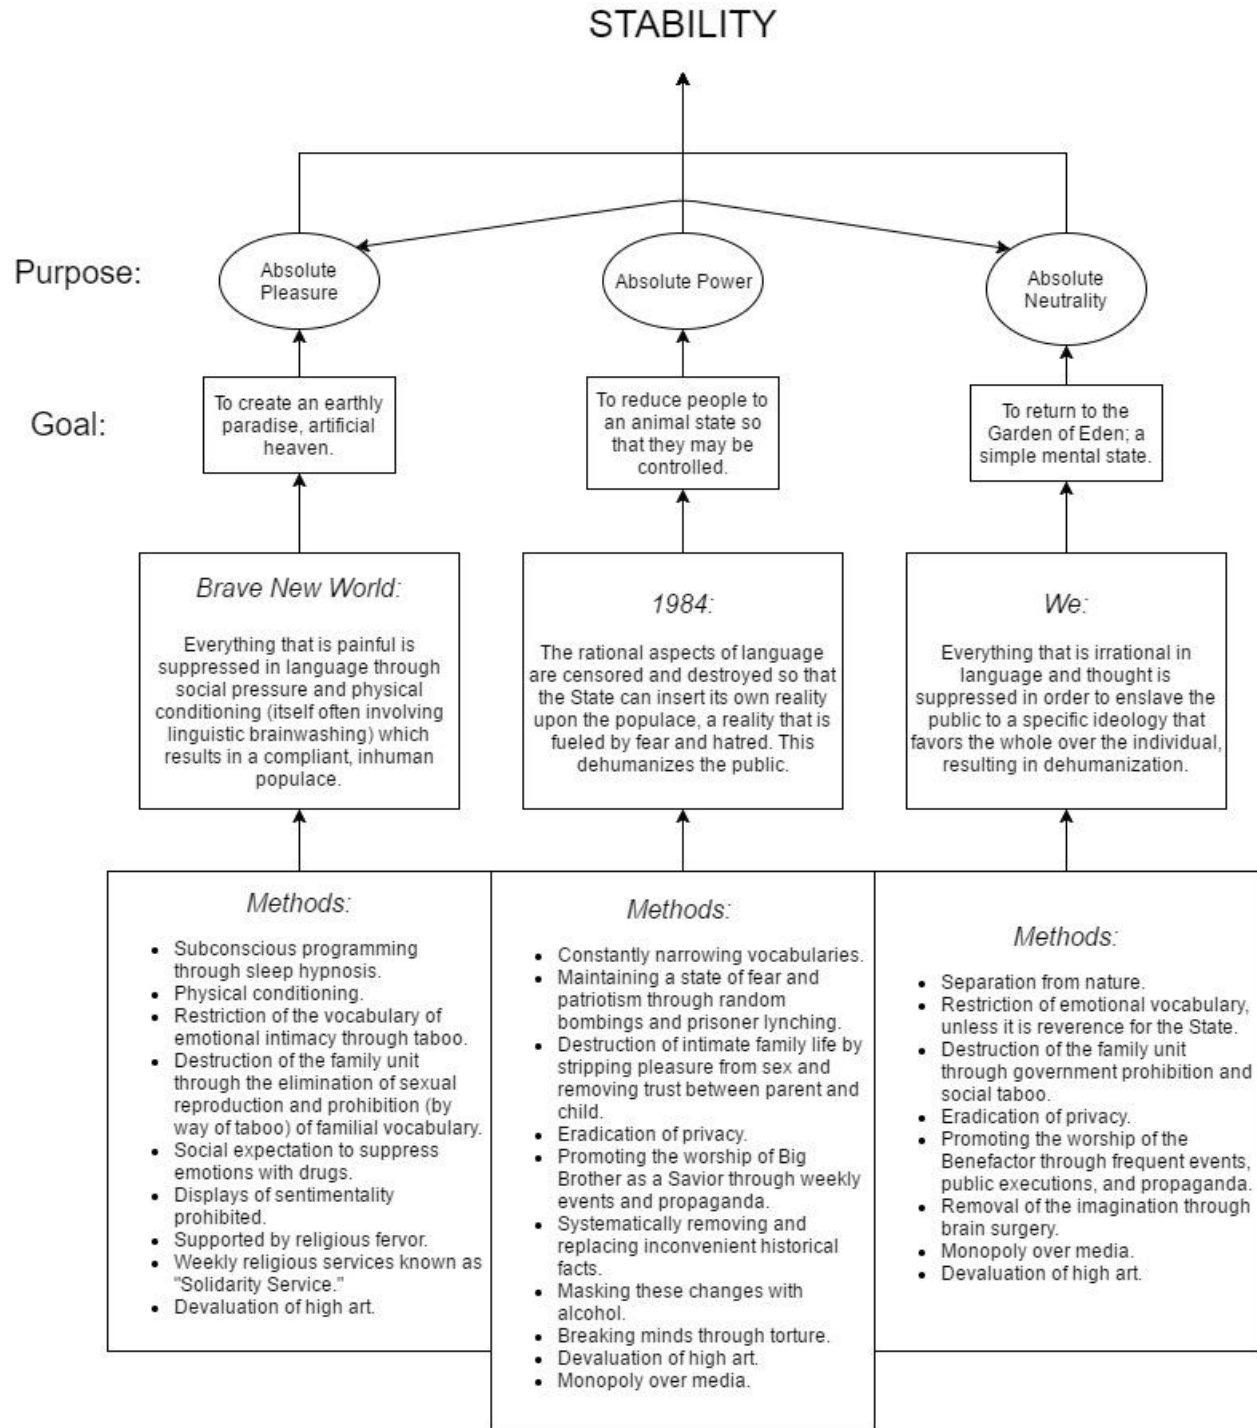 STABILITY
Purpose:
Absolute
Pleasure
Absolute Power
Absolute
Neutrality
Goal:
To create an earthly
paradise, artificial
heaven.
To reduce people to
an animal state so
that they may be
controlled.
To return to the
Garden of Eden; a
simple mental state.
Brave New World:
Everything that is painful is
suppressed in language through
social pressure and physical
conditioning (itself often involving
linguistic brainwashing) which
results in a compliant, inhuman
populace.
1984:
The rational aspects of language
are censored and destroyed so that
the State can insert its own reality
upon the populace, a reality that is
fueled by fear and hatred. This
dehumanizes the public.
We:
Everything that is irrational in
language and thought is
suppressed in order to enslave the
public to a specific ideology that
favors the whole over the individual,
resulting in dehumanization.
Methods:
• Subconscious programming
through sleep hypnosis.
• Physical conditioning.
• Restriction of the vocabulary of
emotional intimacy through taboo.
• Destruction of the family unit
through the elimination of sexual
reproduction and prohibition (by
way of taboo) of familial vocabulary.
• Social expectation to suppress
emotions with drugs.
• Displays of sentimentality
prohibited.
• Supported by religious fervor.
• Weekly religious services known as
"Solidarity Service."
• Devaluation of high art.
Methods:
• Constantly narrowing vocabularies.
• Maintaining a state of fear and
patriotism through random
bombings and prisoner lynching.
• Destruction of intimate family life by
stripping pleasure from sex and
removing trust between parent and
child.
• Eradication of privacy.
• Promoting the worship of Big
Brother as a Savior through weekly
events and propaganda.
• Systematically removing and
replacing inconvenient historical
facts.
• Masking these changes with
alcohol.
• Breaking minds through torture.
• Devaluation of high art.
• Monopoly over media.
Methods:
• Separation from nature.
• Restriction of emotional vocabulary,
unless it is reverence for the State.
• Destruction of the family unit
through government prohibition and
social taboo.
• Eradication of privacy.
• Promoting the worship of the
Benefactor through frequent events,
public executions, and propaganda.
• Removal of the imagination through
brain surgery.
• Monopoly over media.
• Devaluation of high art.